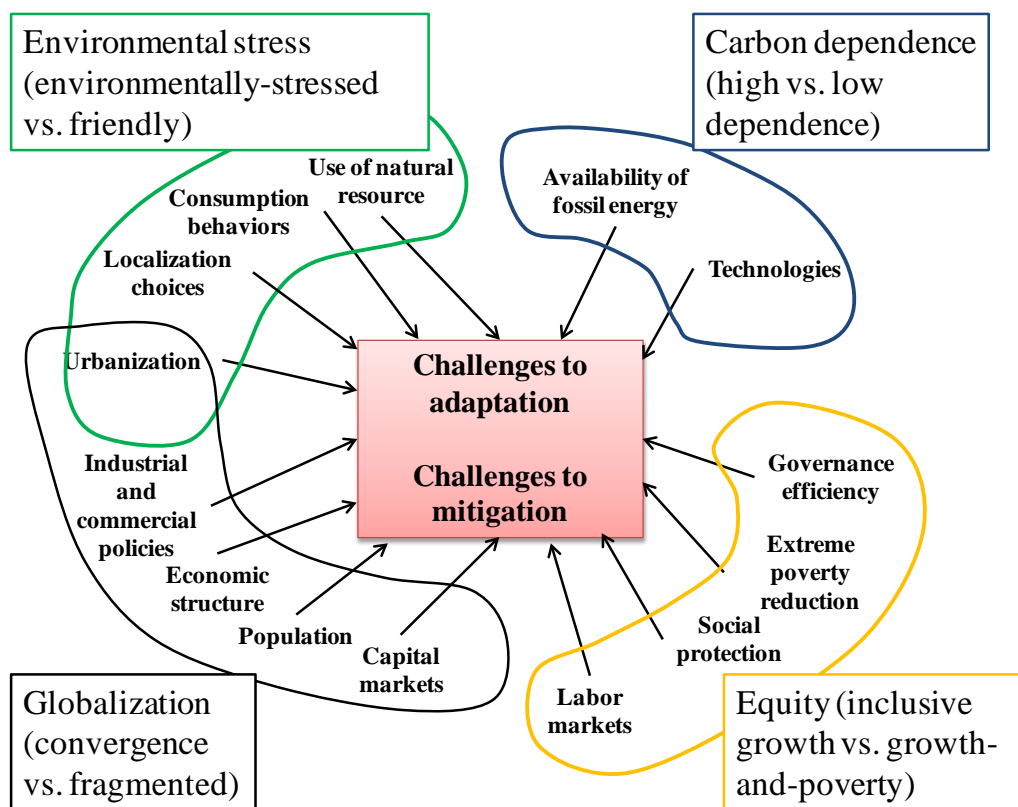 Environmental stress
(environmentally-stressed
vs. friendly)
Carbon dependence
(high vs. low
dependence)
Use of natural
resource
Consumption
behaviors
Localization
choices
Urbanization
Availability of
fossil energy
Technologies
Challenges to
adaptation
Challenges to
mitigation
Industrial
and
commercial
policies
Economic
structure
Population
Capital
markets
Governance
efficiency
Extreme
poverty
reduction
Social
protection
Labor
markets
Globalization
(convergence
vs. fragmented)
Equity (inclusive
growth vs. growth-
and-poverty)